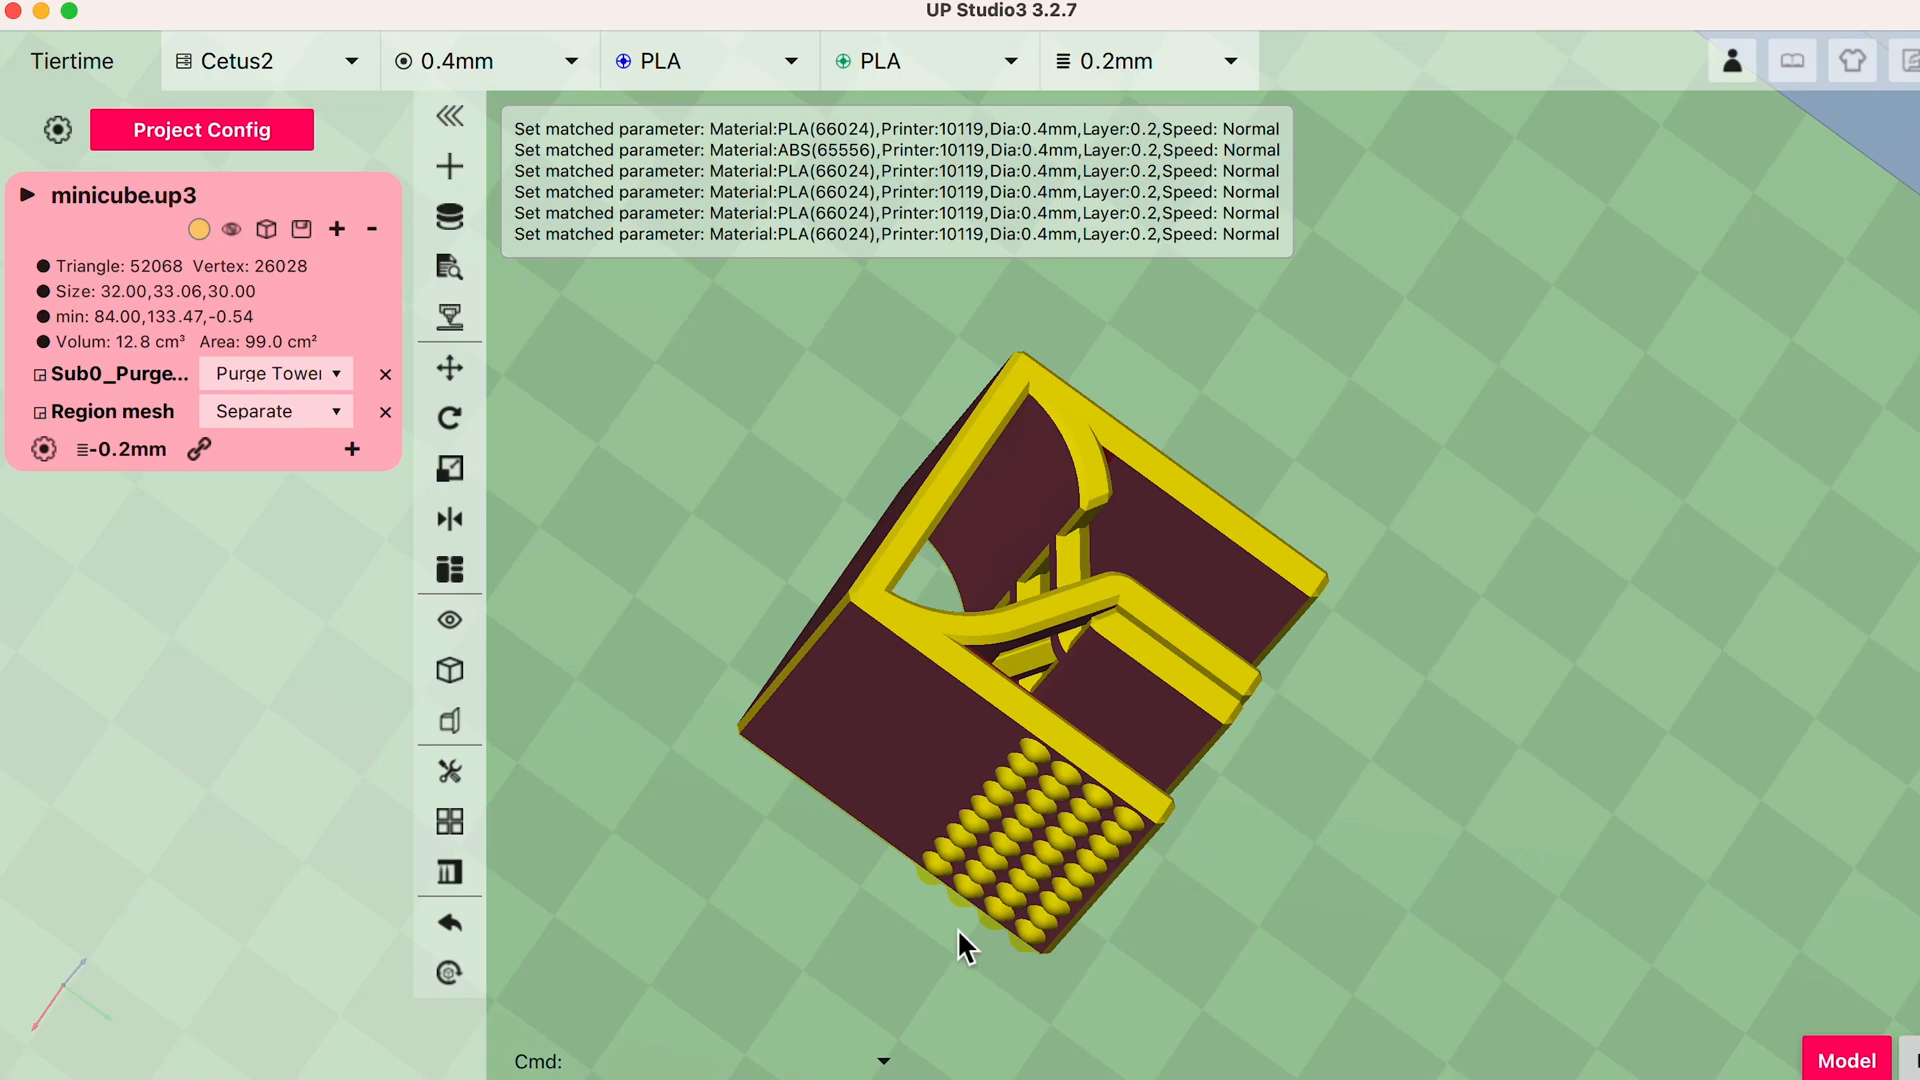 UP Studio3 3.2.7
Tiertime
Cetus2
0.4mm
PLA
PLA
0.2mm
Project Config
minicube.up3
Triangle: 52068 Vertex: 26028
Size: 32.00,33.06,30.00
min: 84.00,133.47,-0.54
Volum: 12.8 cm³ Area: 99.0 cm²
Sub0_Purge...
Purge Tower
Region mesh
Separate
-0.2mm
Set matched parameter: Material:PLA(66024),Printer:10119,Dia:0.4mm,Layer:0.2,Speed: Normal
Set matched parameter: Material:ABS(65556),Printer:10119,Dia:0.4mm,Layer:0.2,Speed: Normal
Set matched parameter: Material:PLA(66024),Printer:10119,Dia:0.4mm,Layer:0.2,Speed: Normal
Set matched parameter: Material:PLA(66024),Printer:10119,Dia:0.4mm,Layer:0.2,Speed: Normal
Set matched parameter: Material:PLA(66024),Printer:10119,Dia:0.4mm,Layer:0.2,Speed: Normal
Set matched parameter: Material:PLA(66024),Printer:10119,Dia:0.4mm,Layer:0.2,Speed: Normal
Cmd:
Model